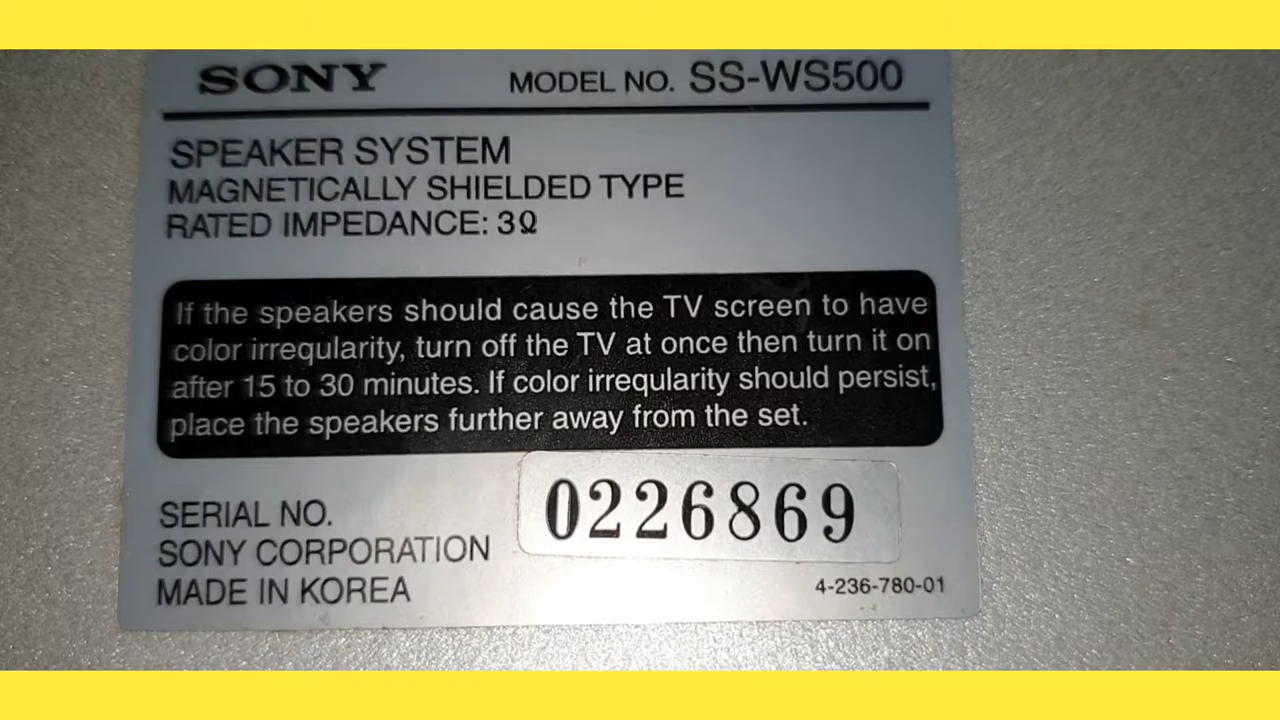 SONY MODEL NO. SS-WS500
SPEAKER SYSTEM
MAGNETICALLY SHIELDED TYPE
RATED IMPEDANCE: 3Ω
If the speakers should cause the TV screen to have
color irreqularity, turn off the TV at once then turn it on
after 15 to 30 minutes. If color irreqularity should persist,
place the speakers further away from the set.
SERIAL NO. 0226869
SONY CORPORATION
MADE IN KOREA 4-236-780-01